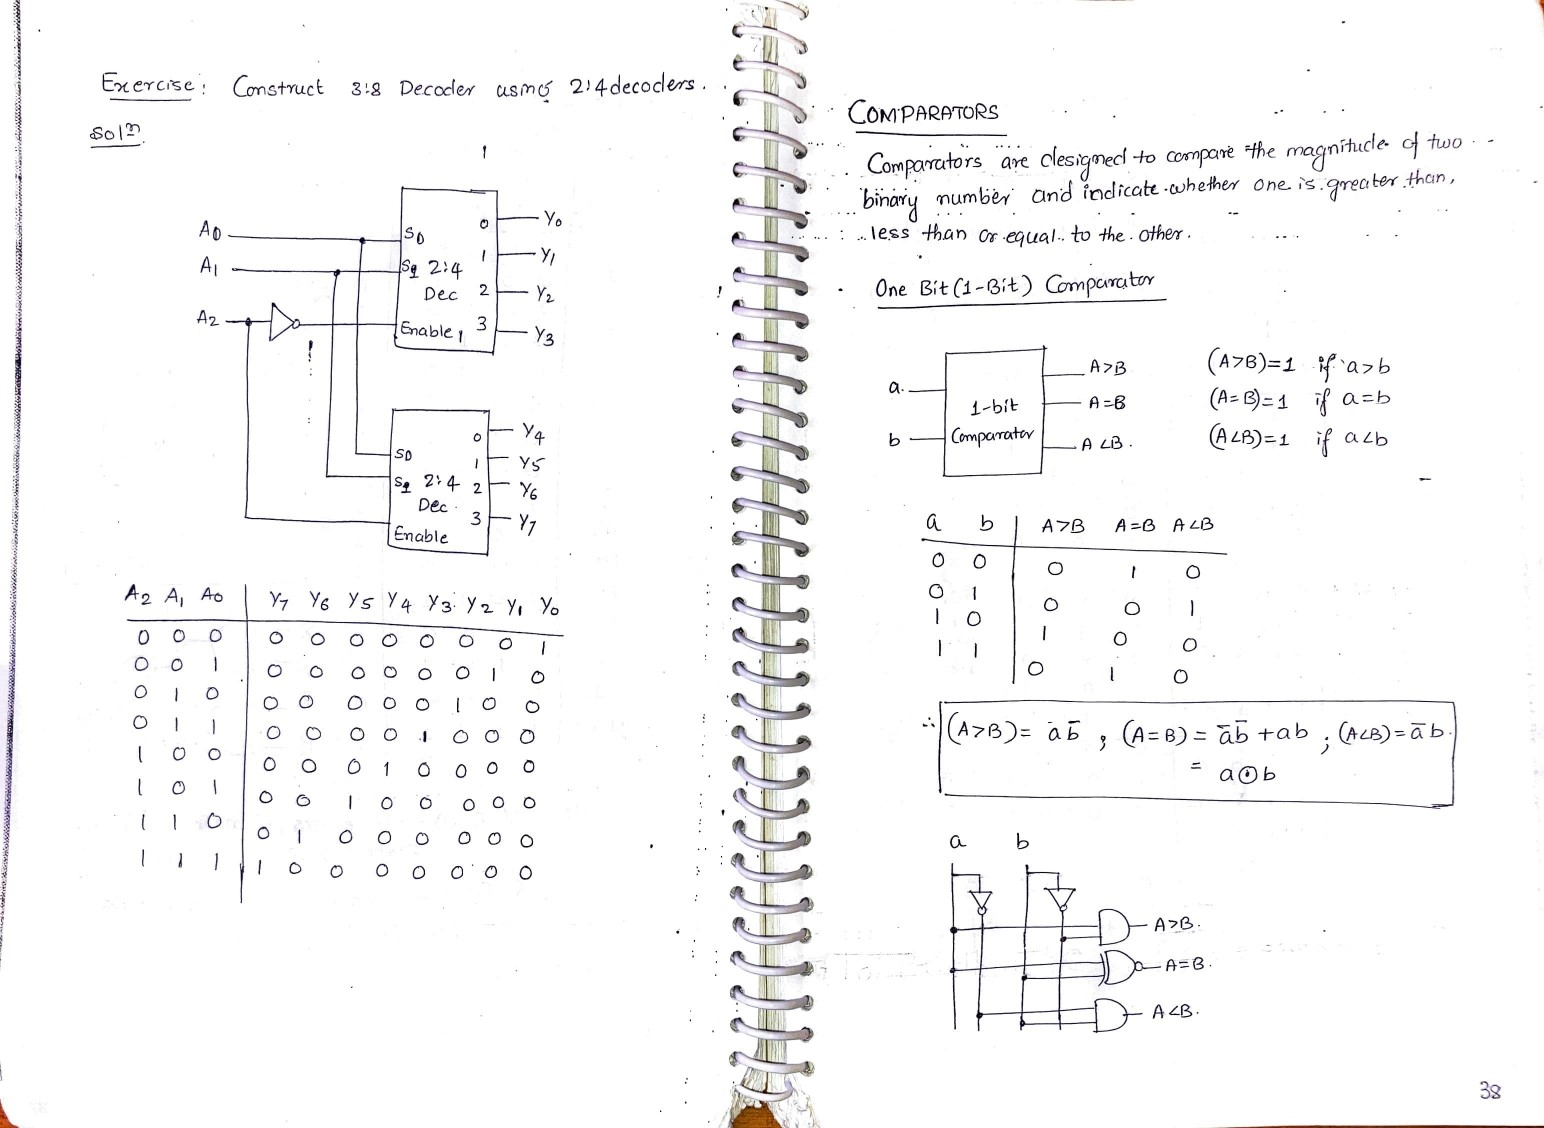 Exercise: Construct 3:8 Decoder using 2:4 decoders.
Solⁿ
A0
A1
A2
S0
S1 2:4
Dec
Enable
0
1
2
3
Y0
Y1
Y2
Y3
S0
S1 2:4
Dec.
Enable
0
1
2
3
Y4
Y5
Y6
Y7
A2 A1 A0 Y7 Y6 Y5 Y4 Y3 Y2 Y1 Y0
0 0 0 0 0 0 0 0 0 0 1
0 0 1 0 0 0 0 0 0 1 0
0 1 0 0 0 0 0 0 1 0 0
0 1 1 0 0 0 0 1 0 0 0
1 0 0 0 0 0 1 0 0 0 0
1 0 1 0 0 1 0 0 0 0 0
1 1 0 0 1 0 0 0 0 0 0
1 1 1 1 0 0 0 0 0 0 0
COMPARATORS
Comparators are designed to compare the magnitude of two
binary number and indicate whether one is greater than,
less than or equal to the other.
One Bit (1-Bit) Comparator
a
b
1-bit
Comparator
A>B
A=B
A<B.
(A>B)=1 if a>b
(A=B)=1 if a=b
(A<B)=1 if a<b
a b A>B A=B A<B
0 0 0 1 0
0 1 0 0 1
1 0 1 0 0
1 1 0 1 0
∴ (A>B)= ab̄ , (A=B) = āb̄ +ab ; (A<B)= āb.
= a⊙b
a b
A>B.
A=B.
A<B.
38